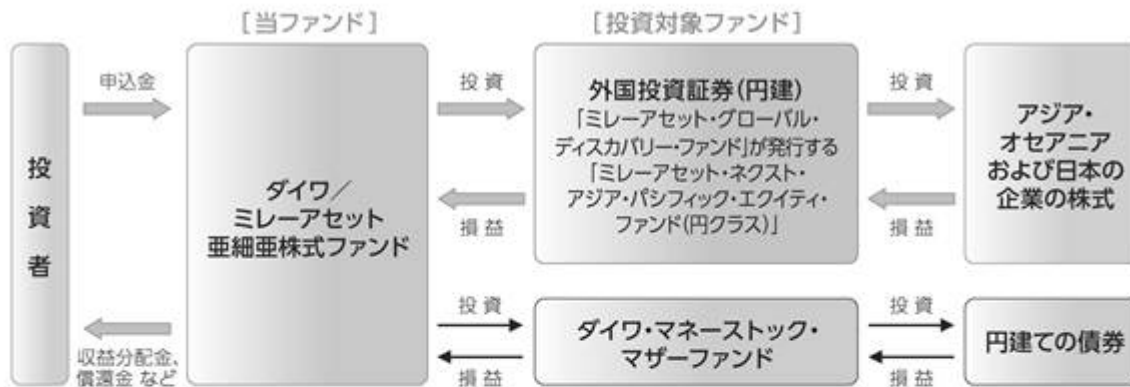 [当ファンド]
[投資対象ファンド]
投資者
申込金
収益分配金、
償還金 など
ダイワ／
ミレーアセット
亜細亜株式ファンド
投 資
損 益
外国投資証券(円建)
「ミレーアセット・グローバル・
ディスカバリー・ファンド」が発行する
「ミレーアセット・ネクスト・
アジア・パシフィック・エクイティ・
ファンド(円クラス)」
投 資
損 益
アジア・
オセアニア
および日本の
企業の株式
投 資
損 益
ダイワ・マネーストック・
マザーファンド
投 資
損 益
円建ての債券